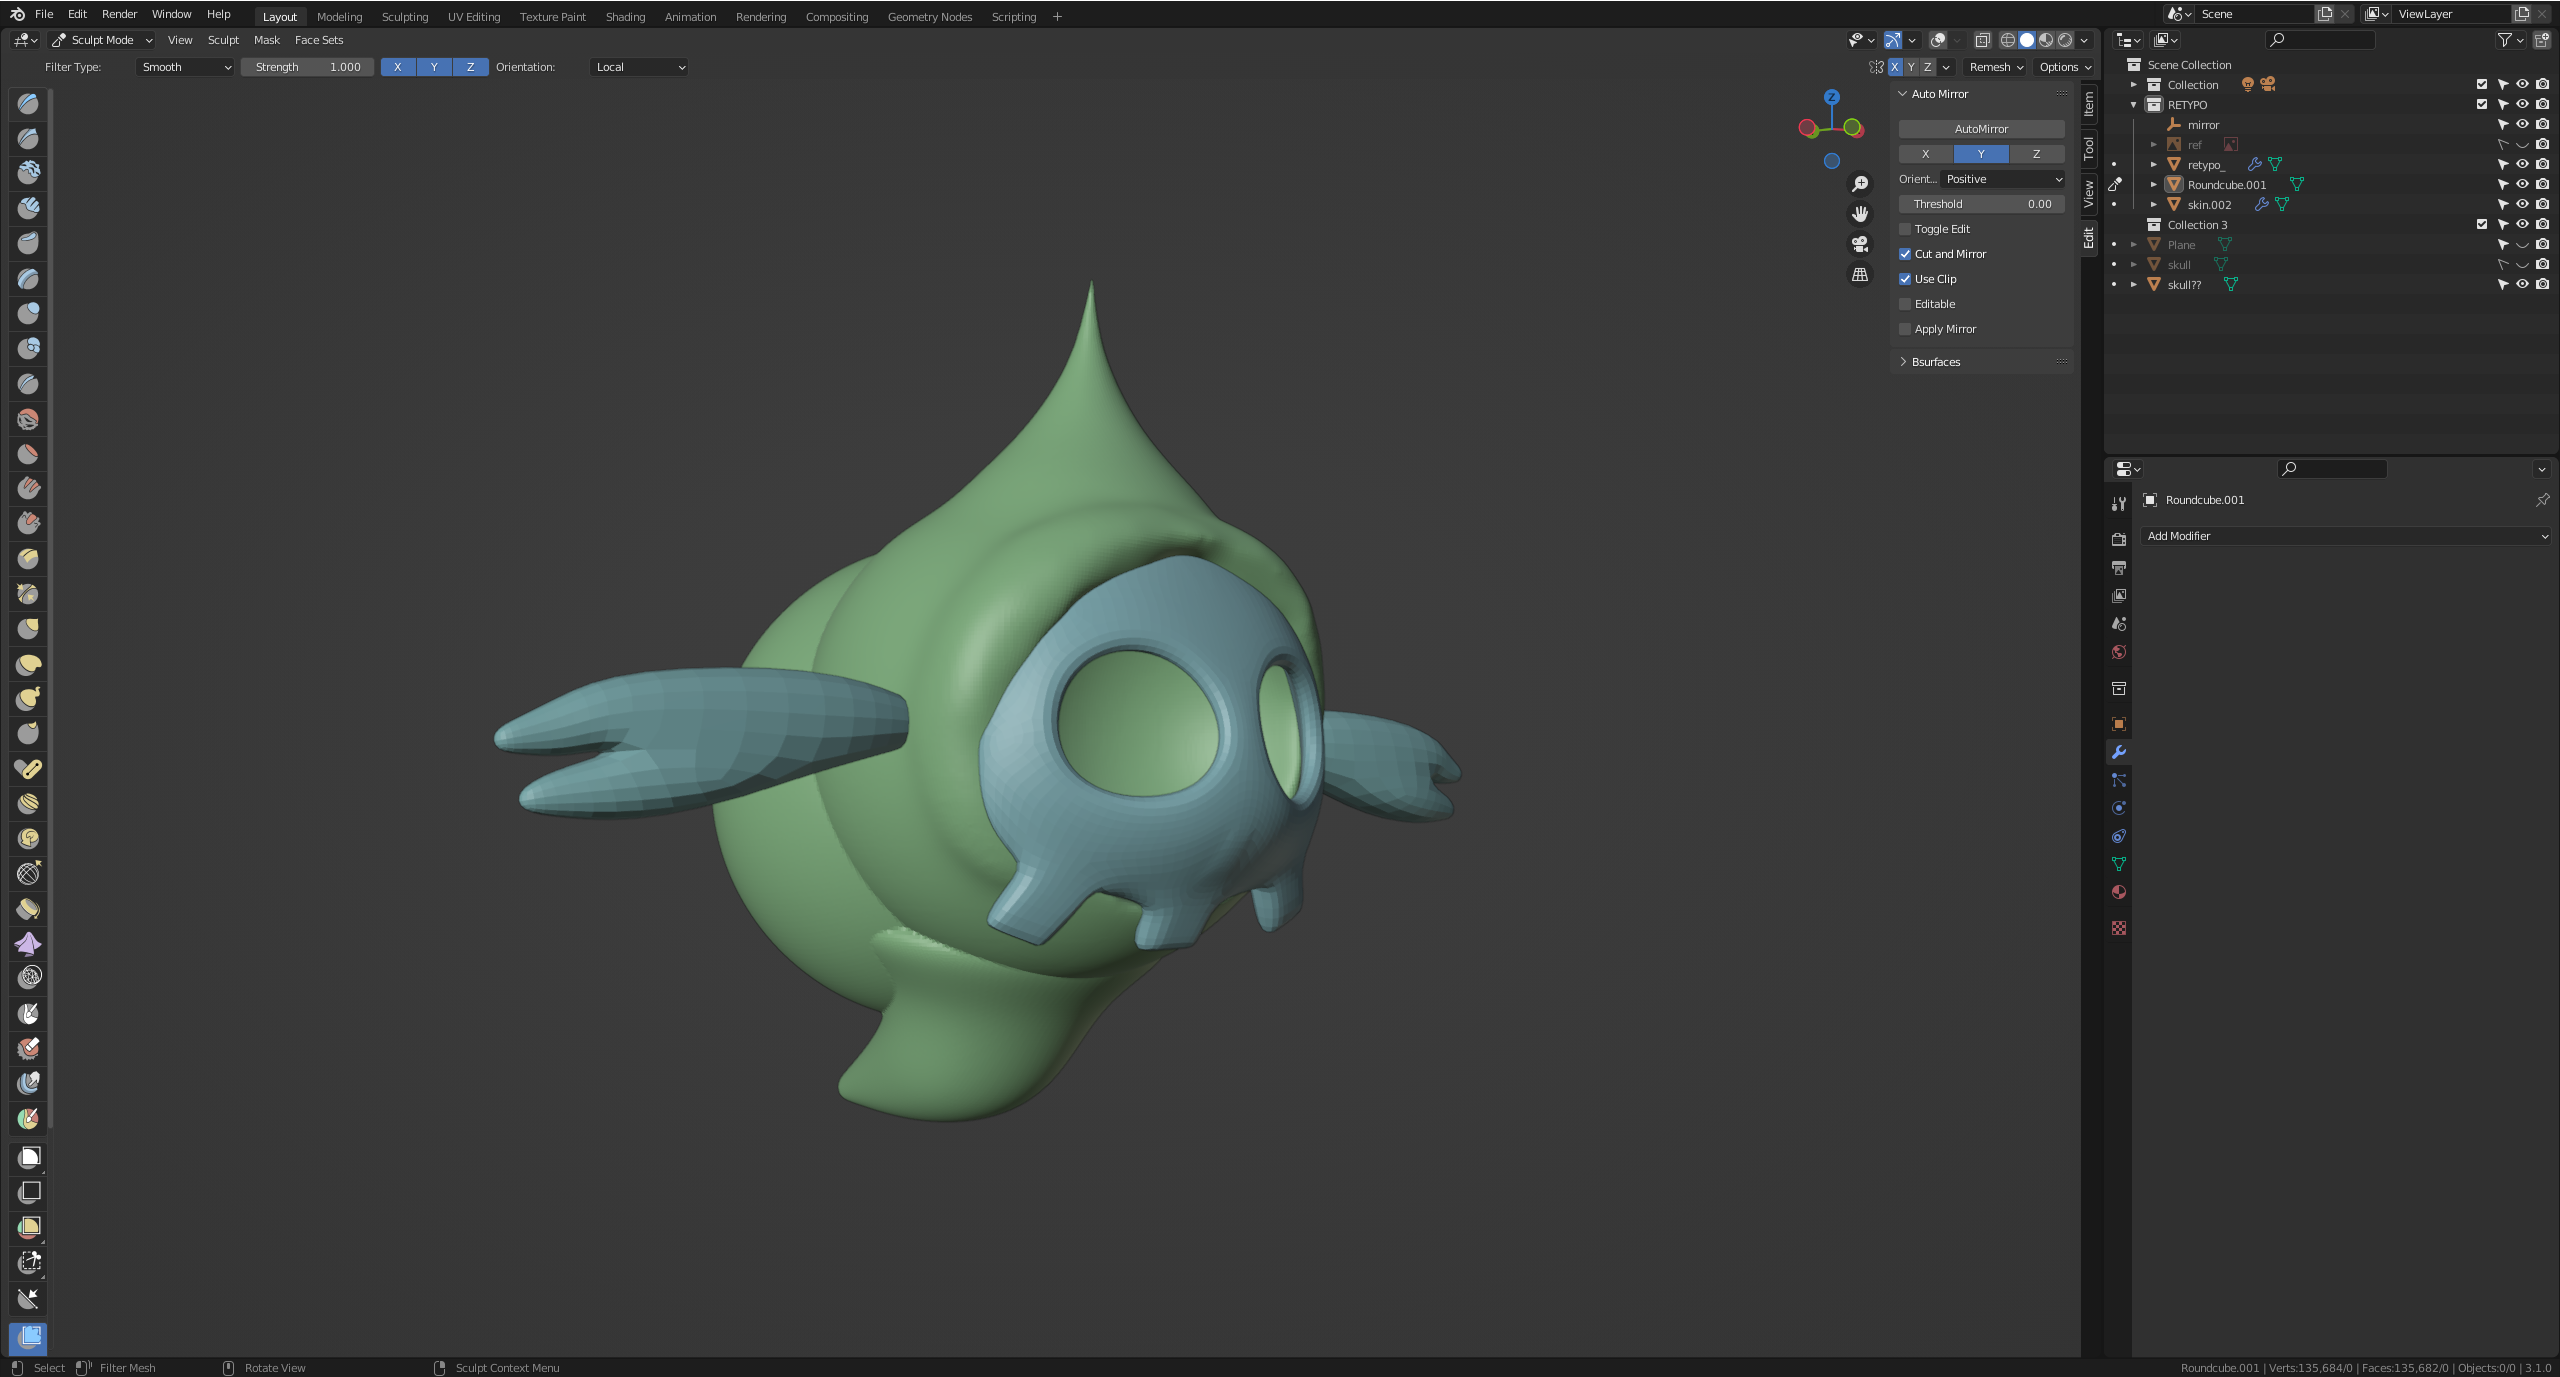 File Edit Render Window Help Layout Modeling Sculpting UV Editing Texture Paint Shading Animation Rendering Compositing Geometry Nodes Scripting + Scene ViewLayer
Sculpt Mode View Sculpt Mask Face Sets
Filter Type: Smooth Strength 1.000 X Y Z Orientation: Local X Y Z Remesh Options
Auto Mirror
AutoMirror
X Y Z
Orient... Positive
Threshold 0.00
Toggle Edit
Cut and Mirror
Use Clip
Editable
Apply Mirror
Bsurfaces
Z
Item
Tool
View
Edit
Scene Collection
Collection
RETYPO
mirror
ref
retypo_
Roundcube.001
skin.002
Collection 3
Plane
skull
skull??
Roundcube.001
Add Modifier
Select Filter Mesh Rotate View Sculpt Context Menu
Roundcube.001 | Verts:135,684/0 | Faces:135,682/0 | Objects:0/0 | 3.1.0